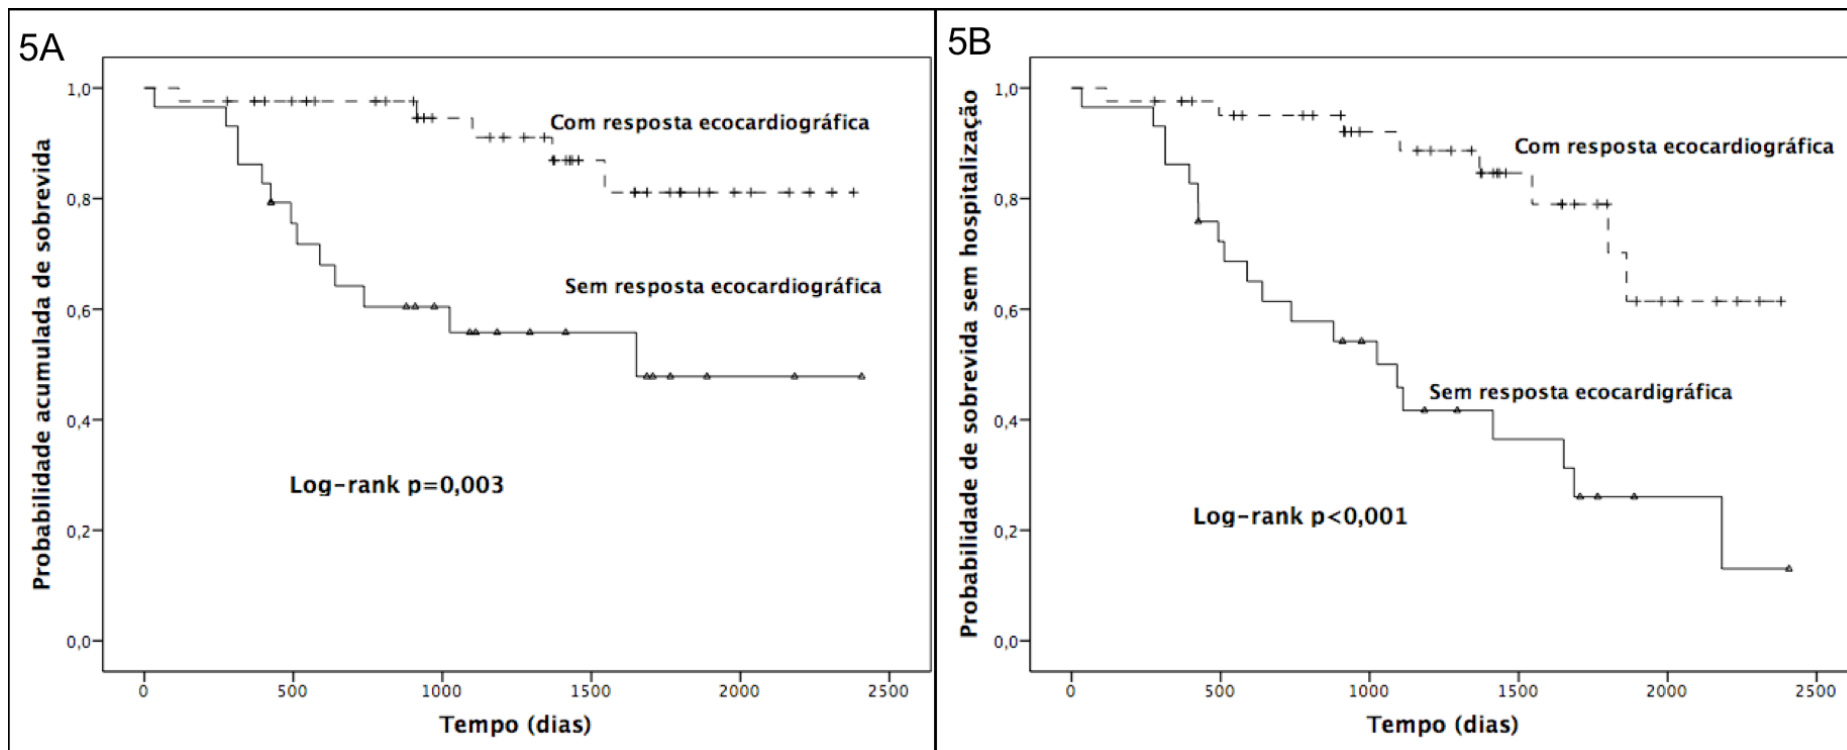 5A
Probabilidade acumulada de sobrevida
1,0
0,8
0,6
0,4
0,2
0,0
Com resposta ecocardiográfica
Sem resposta ecocardiográfica
Log-rank p=0,003
0 500 1000 1500 2000 2500
Tempo (dias)
5B
Probabilidade de sobrevida sem hospitalização
1,0
0,8
0,6
0,4
0,2
0,0
Com resposta ecocardiográfica
Sem resposta ecocardigráfica
Log-rank p<0,001
0 500 1000 1500 2000 2500
Tempo (dias)